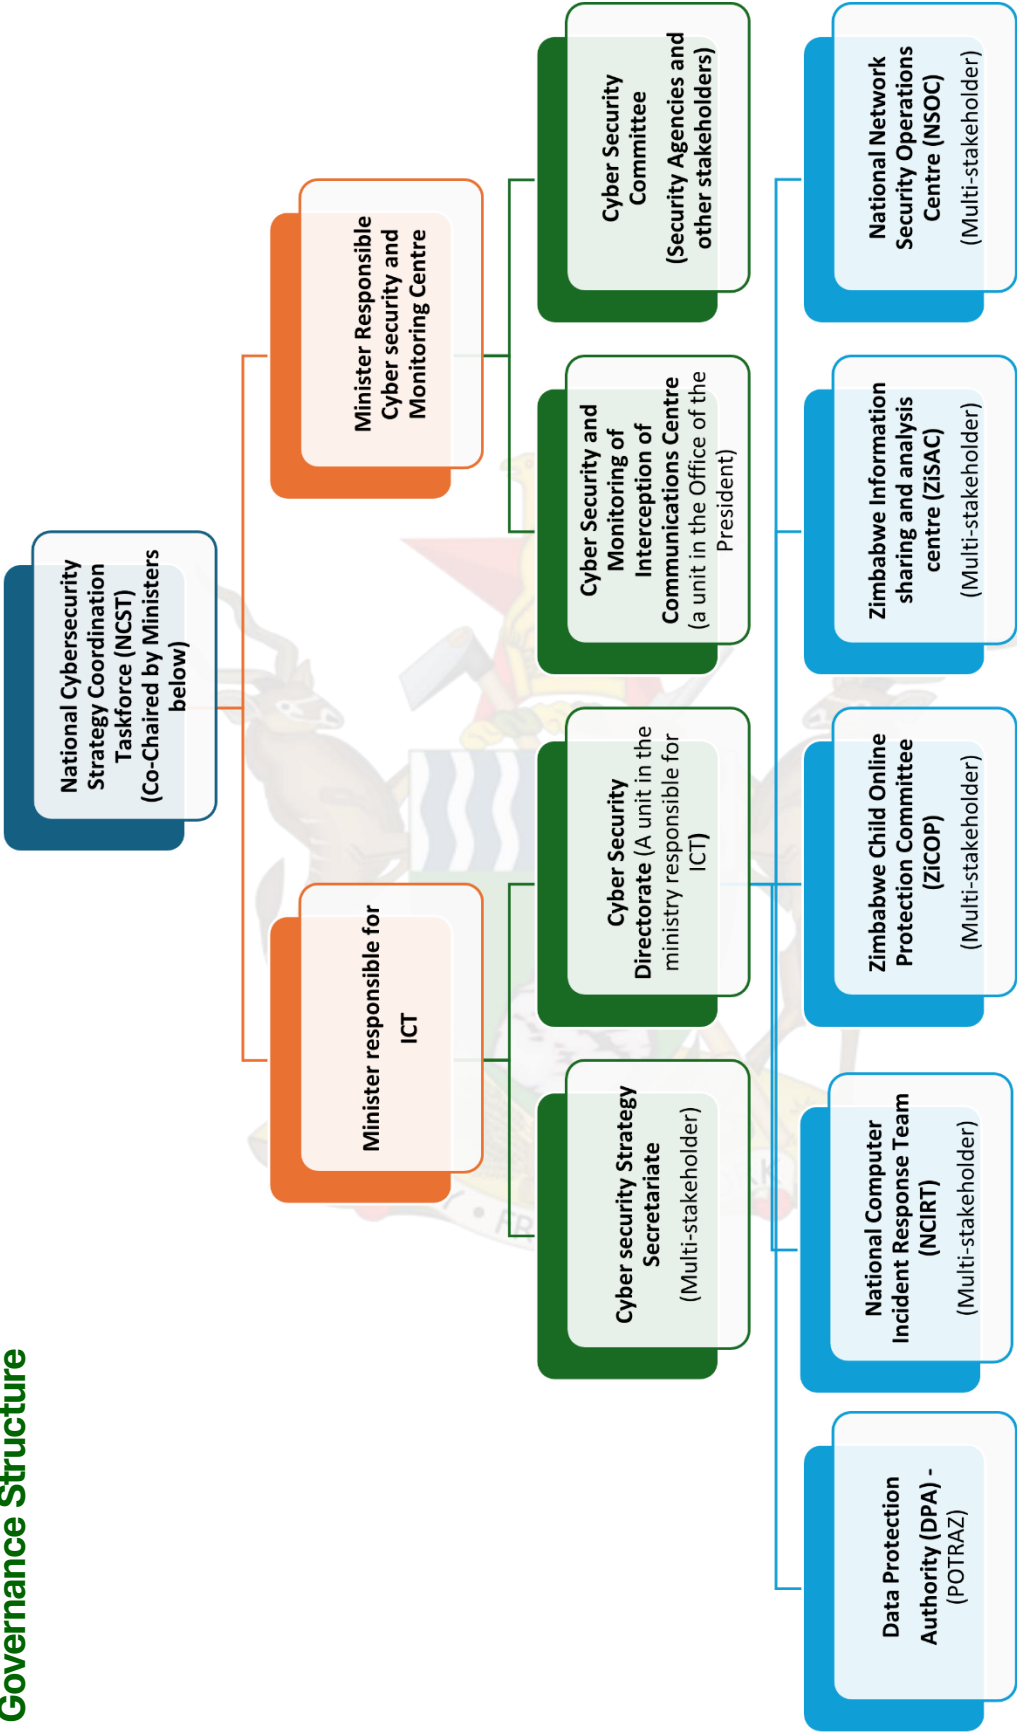 Governance Structure
National Cybersecurity
Strategy Coordination
Taskforce (NCST)
(Co-Chaired by Ministers
below)
Minister responsible for
ICT
Minister Responsible
Cyber security and
Monitoring Centre
Cyber security Strategy
Secretariate
(Multi-stakeholder)
Cyber Security
Directorate (A unit in the
ministry responsible for
ICT)
Cyber Security and
Monitoring of
Interception of
Communications Centre
(a unit in the Office of the
President)
Cyber Security
Committee
(Security Agencies and
other stakeholders)
Data Protection
Authority (DPA) -
(POTRAZ)
National Computer
Incident Response Team
(NCIRT)
(Multi-stakeholder)
Zimbabwe Child Online
Protection Committee
(ZiCOP)
(Multi-stakeholder)
Zimbabwe Information
sharing and analysis
centre (ZiSAC)
(Multi-stakeholder)
National Network
Security Operations
Centre (NSOC)
(Multi-stakeholder)